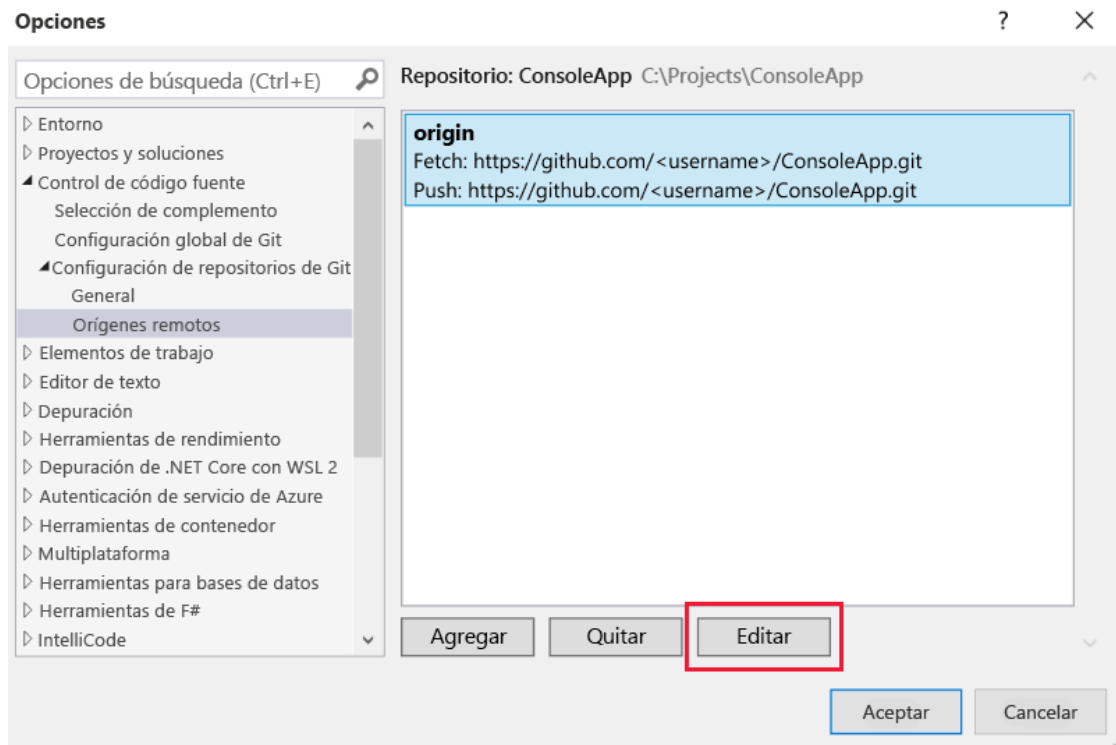 Opciones
?
Opciones de búsqueda (Ctrl+E)
Entorno
Proyectos y soluciones
Control de código fuente
Selección de complemento
Configuración global de Git
Configuración de repositorios de Git
General
Orígenes remotos
Elementos de trabajo
Editor de texto
Depuración
Herramientas de rendimiento
Depuración de .NET Core con WSL 2
Autenticación de servicio de Azure
Herramientas de contenedor
Multiplataforma
Herramientas para bases de datos
Herramientas de F#
IntelliCode
Repositorio: ConsoleApp C:\Projects\ConsoleApp
origin
Fetch: https://github.com/<username>/ConsoleApp.git
Push: https://github.com/<username>/ConsoleApp.git
Agregar Quitar Editar
Aceptar Cancelar